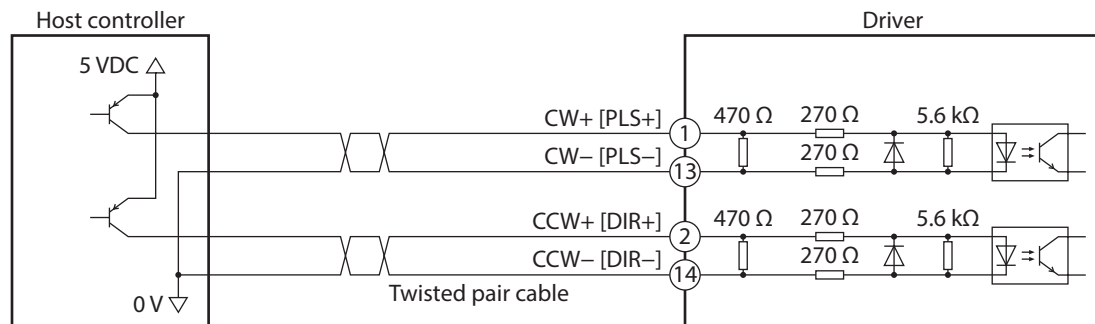 Host controller
Driver
5 VDC
CW+ [PLS+]
1
470 Ω
270 Ω
5.6 kΩ
CW− [PLS−]
13
270 Ω
CCW+ [DIR+]
2
470 Ω
270 Ω
5.6 kΩ
CCW− [DIR−]
14
270 Ω
0 V
Twisted pair cable